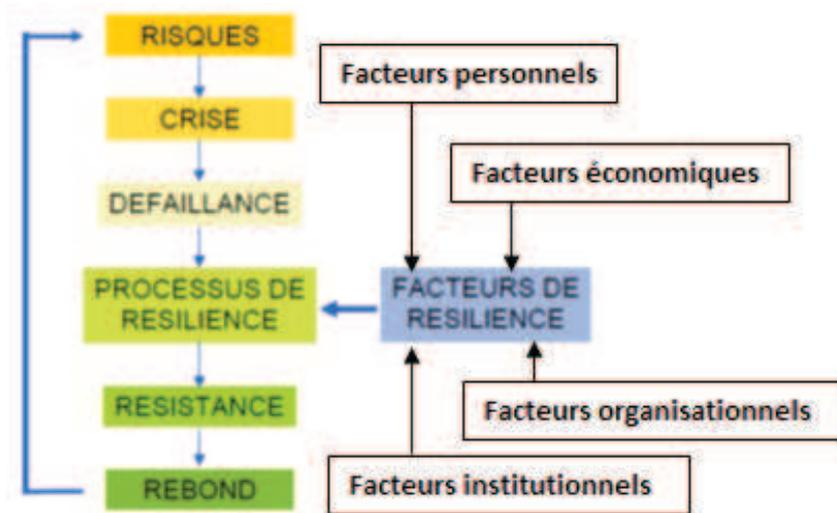 RISQUES
Facteurs personnels
CRISE
Facteurs économiques
DEFAILLANCE
PROCESSUS DE
RESILIENCE
FACTEURS DE
RESILIENCE
RESISTANCE
Facteurs organisationnels
REBOND
Facteurs institutionnels